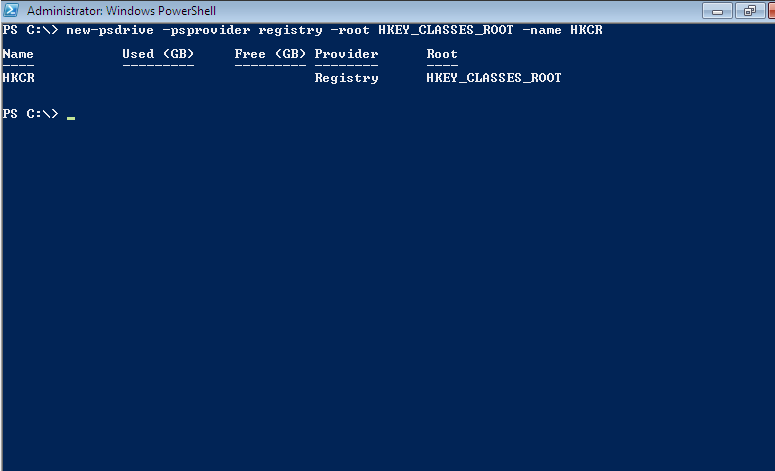 Administrator: Windows PowerShell
PS C:\> new-psdrive -psprovider registry -root HKEY_CLASSES_ROOT -name HKCR
Name Used (GB) Free (GB) Provider Root
---- --------- --------- -------- ----
HKCR Registry HKEY_CLASSES_ROOT
PS C:\> _